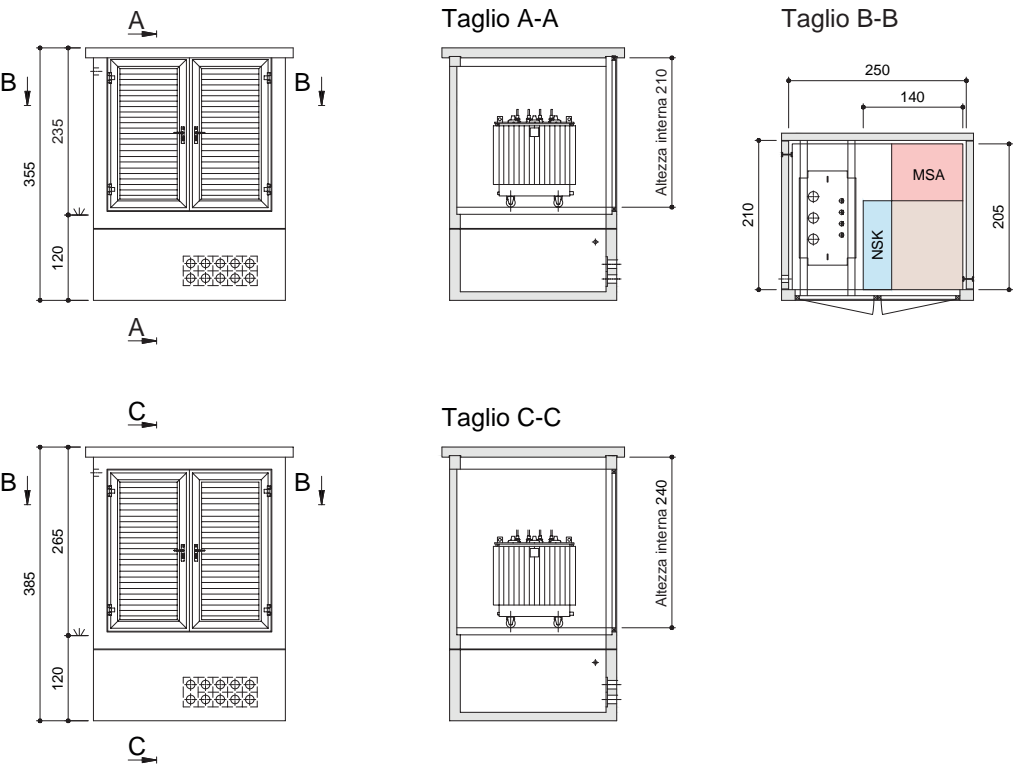 A
Taglio A-A
Taglio B-B
B
B
235
355
120
A
Altezza interna 210
250
140
MSA
NSK
210
205
C
Taglio C-C
B
B
265
385
120
C
Altezza interna 240